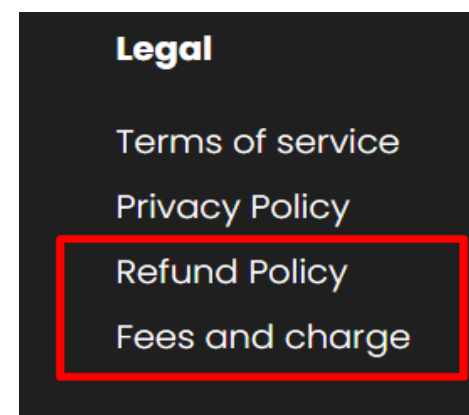 Legal
Terms of service
Privacy Policy
Refund Policy
Fees and charge